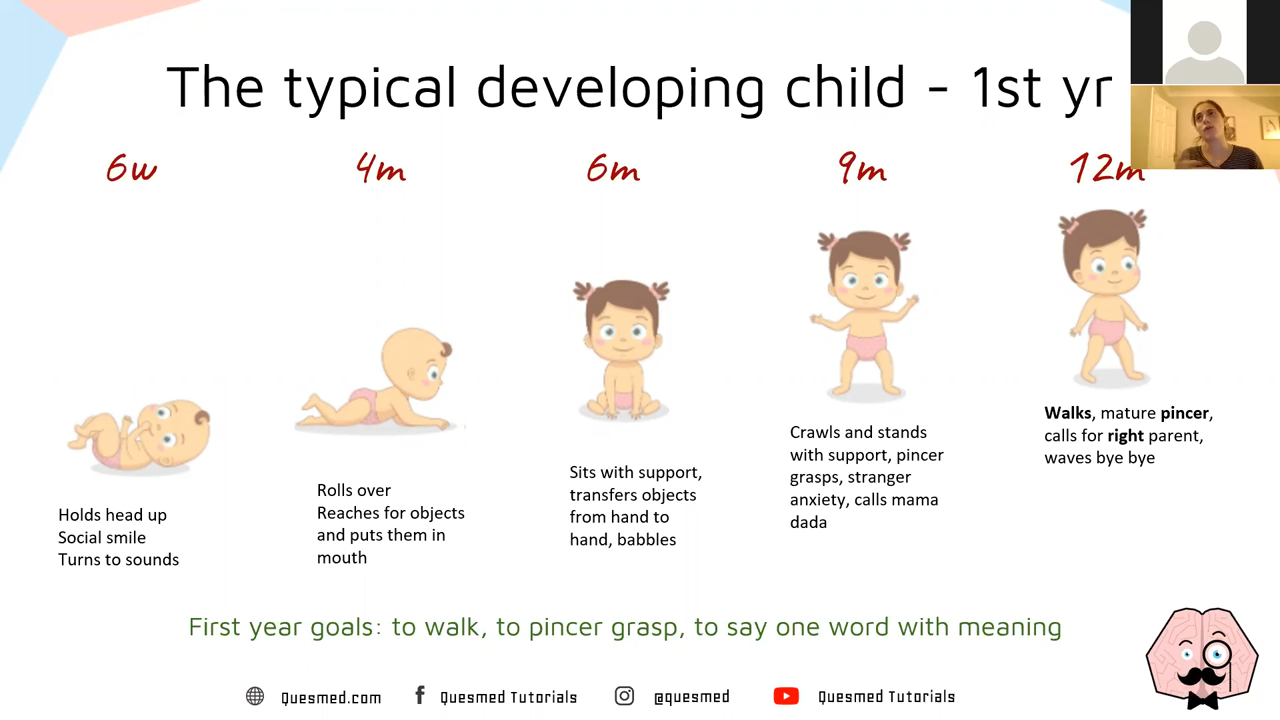 The typical developing child - 1st yr
6w
4m
6m
9m
12m
Holds head up
Social smile
Turns to sounds
Rolls over
Reaches for objects
and puts them in
mouth
Sits with support,
transfers objects
from hand to
hand, babbles
Crawls and stands
with support, pincer
grasps, stranger
anxiety, calls mama
dada
Walks, mature pincer,
calls for right parent,
waves bye bye
First year goals: to walk, to pincer grasp, to say one word with meaning
Quesmed.com
Quesmed Tutorials
@quesmed
Quesmed Tutorials